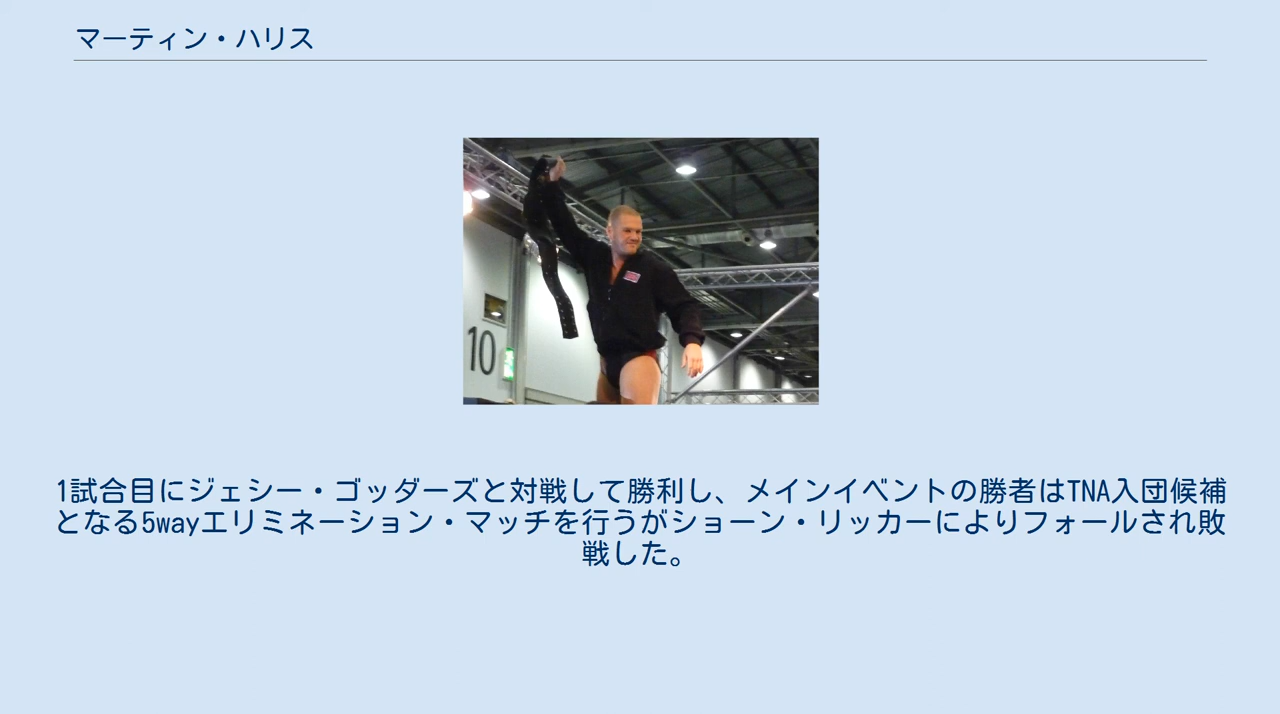 マーティン・ハリス
10
1試合目にジェシー・ゴッダーズと対戦して勝利し、メインイベントの勝者はTNA入団候補
となる5wayエリミネーション・マッチを行うがショーン・リッカーによりフォールされ敗
戦した。